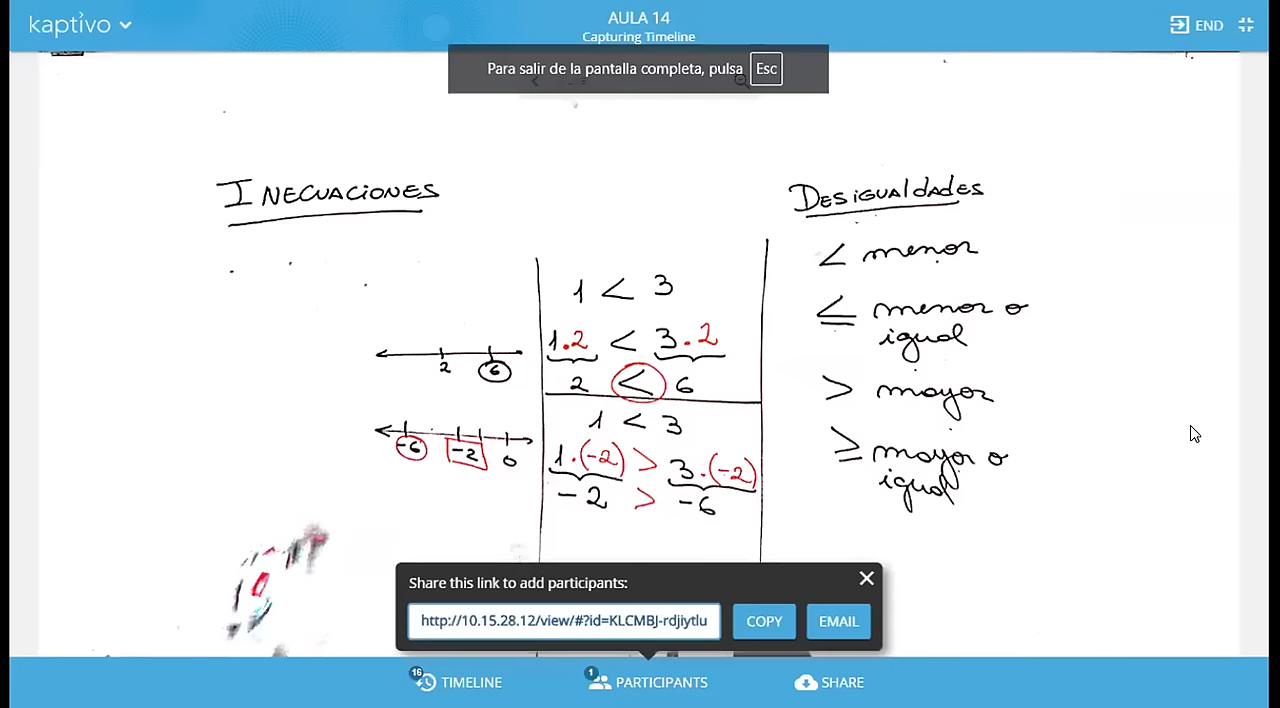 kaptivo
AULA 14
Capturing Timeline
END
Para salir de la pantalla completa, pulsa Esc
INECUACIONES
DESIGUALDADES
< menor
≤ menor o
igual
> mayor
≥ mayor o
igual
1 < 3
1.2 < 3.2
2 < 6
2 6
1 < 3
1.(-2) > 3.(-2)
-2 > -6
-6 -2 0
Share this link to add participants:
http://10.15.28.12/view/#?id=KLCMBJ-rdjiytlu
COPY
EMAIL
16 TIMELINE
1 PARTICIPANTS
SHARE